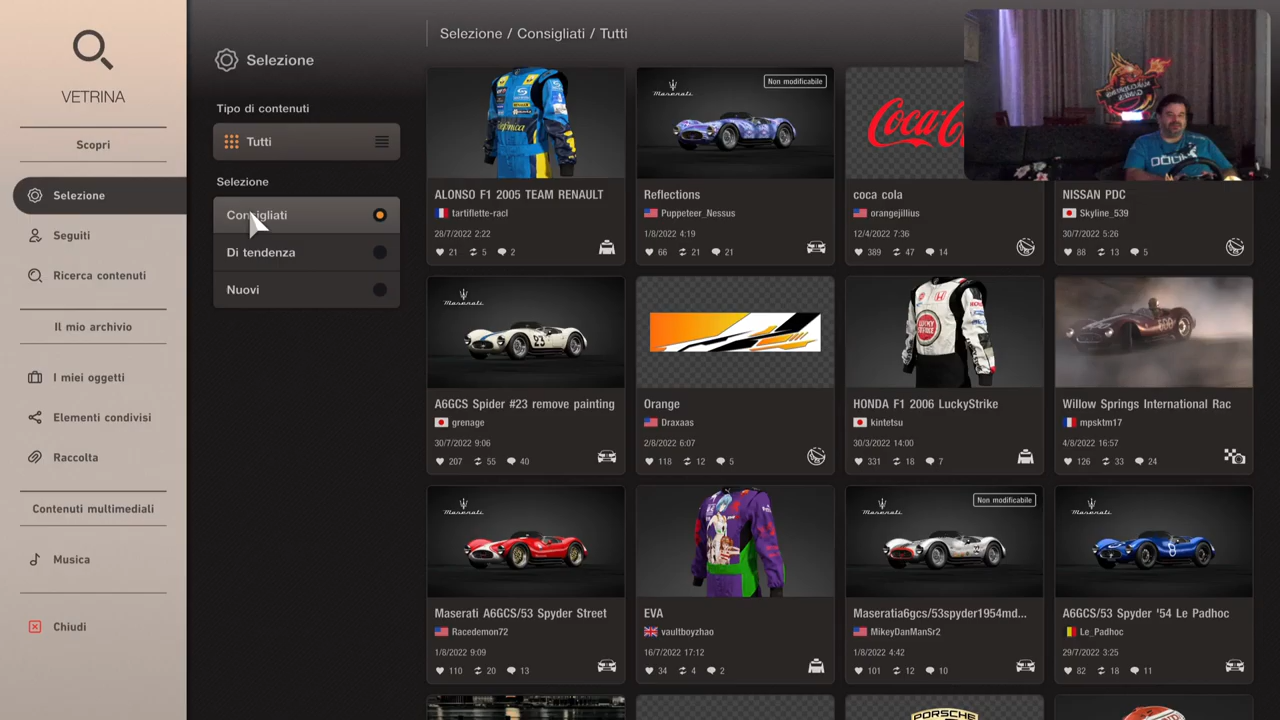 VETRINA
Scopri
Selezione
Seguiti
Ricerca contenuti
Il mio archivio
I miei oggetti
Elementi condivisi
Raccolta
Contenuti multimediali
Musica
Chiudi
Selezione
Tipo di contenuti
Tutti
Selezione
Consigliati
Di tendenza
Nuovi
Selezione / Consigliati / Tutti
ALONSO F1 2005 TEAM RENAULT
tartiflette-racl
28/7/2022 2:22
21 5 2
Maserati
Non modificabile
Reflections
Puppeteer_Nessus
1/8/2022 4:19
66 21 21
coca cola
orangejillius
12/4/2022 7:36
389 47 14
NISSAN PDC
Skyline_539
30/7/2022 5:26
88 13 5
Maserati
23
A6GCS Spider #23 remove painting
grenage
30/7/2022 9:06
207 55 40
Orange
Draxaas
2/8/2022 6:07
118 12 5
LUCKY STRIKE
HONDA F1 2006 LuckyStrike
kintetsu
30/3/2022 14:00
331 18 7
Willow Springs International Rac
mpsktm17
4/8/2022 16:57
126 33 24
Maserati
Maserati A6GCS/53 Spyder Street
Racedemon72
1/8/2022 9:09
110 20 13
EVA
vaultboyzhao
16/7/2022 17:12
34 4 2
Maserati
Non modificabile
Maseratia6gcs/53spyder1954md...
MikeyDanManSr2
1/8/2022 4:42
101 12 10
Maserati
A6GCS/53 Spyder '54 Le Padhoc
Le_Padhoc
29/7/2022 3:25
82 18 11
PORSCHE